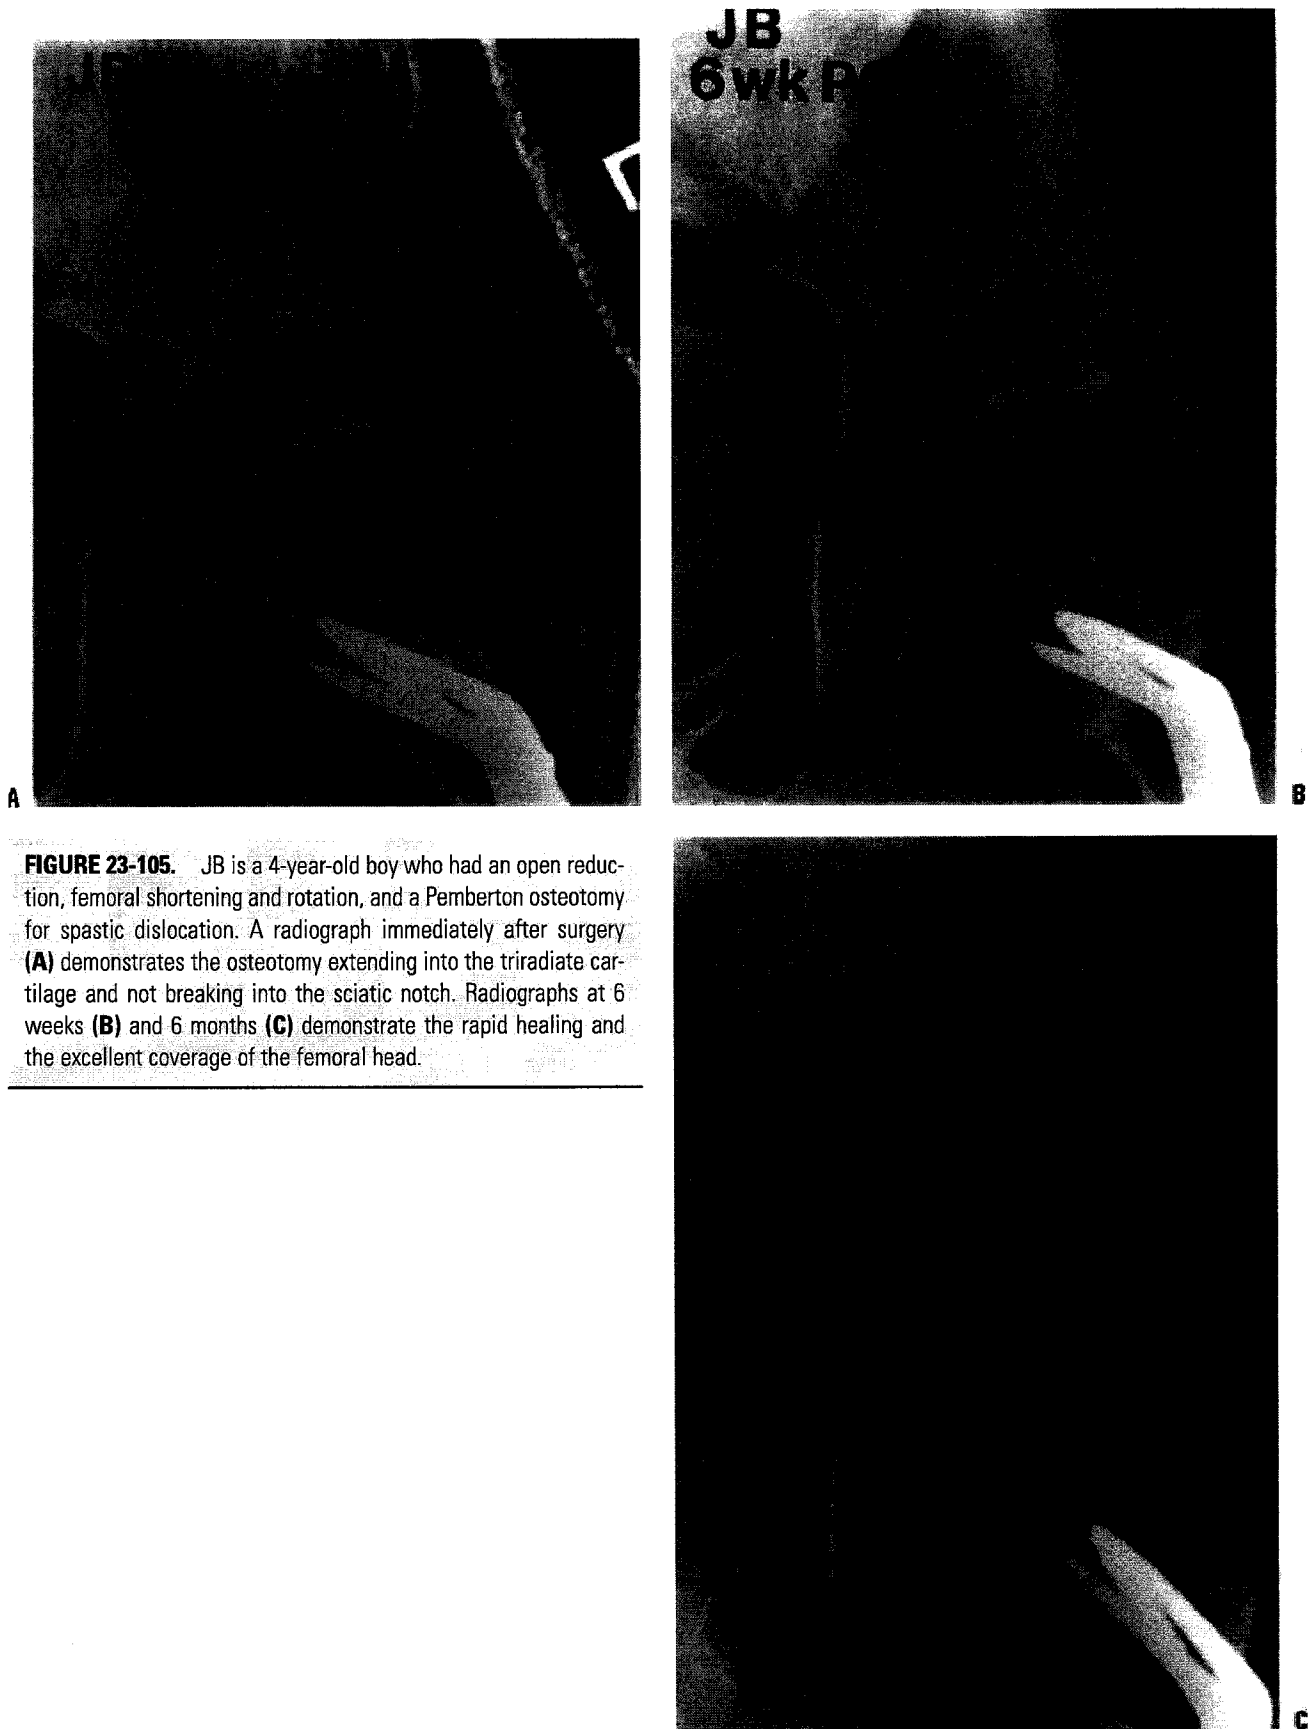 JB
JB
6wk P
A
B
FIGURE 23-105. JB is a 4-year-old boy who had an open reduc-
tion, femoral shortening and rotation, and a Pemberton osteotomy
for spastic dislocation. A radiograph immediately after surgery
(A) demonstrates the osteotomy extending into the triradiate car-
tilage and not breaking into the sciatic notch. Radiographs at 6
weeks (B) and 6 months (C) demonstrate the rapid healing and
the excellent coverage of the femoral head.
C